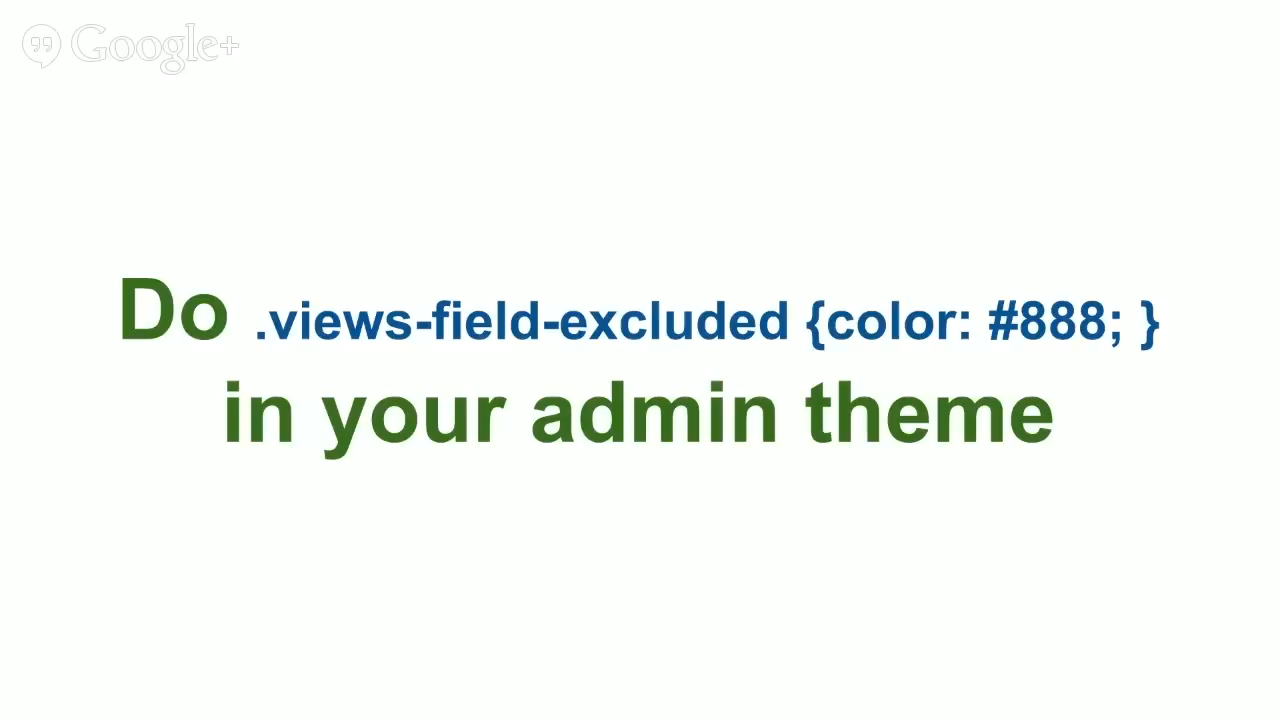 Google+
Do .views-field-excluded {color: #888; }
in your admin theme